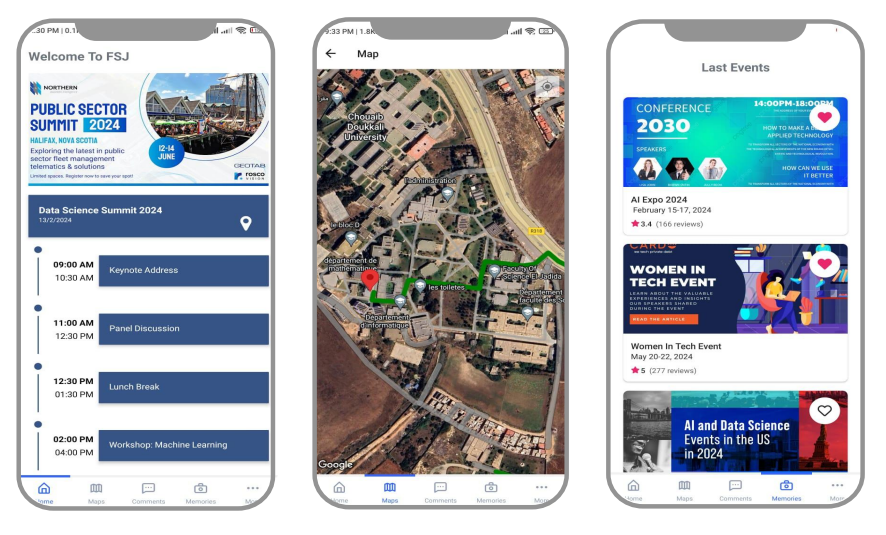 .30 PM | 0.1
Welcome To FSJ
NORTHERN
PUBLIC SECTOR
SUMMIT 2024
HALIFAX, NOVA SCOTIA
Exploring the latest in public
sector fleet management
telematics & solutions
Limited spaces. Register now to save your spot!
12-14
JUNE
GEOTAB
rosco
VISION
Data Science Summit 2024
13/2/2024
09:00 AM
10:30 AM
Keynote Address
11:00 AM
12:30 PM
Panel Discussion
12:30 PM
01:30 PM
Lunch Break
02:00 PM
04:00 PM
Workshop: Machine Learning
Home
Maps
Comments
Memories
More
9:33 PM | 1.8K
Map
Chouaib
Doukkali
University
l'administration
le bloc D
R318
département de
mathématique
Faculty Of
Science El Jadida
les toiletes
Département
faculté des Sc
Département
d'informatique
Google
Home
Maps
Comments
Memories
More
Last Events
CONFERENCE
2030
SPEAKERS
14:00PM-18:00PM
HOW TO MAKE A
APPLIED TECHNOLOGY
HOW CAN WE USE
IT BETTER
AI Expo 2024
February 15-17, 2024
3.4 (166 reviews)
CARD
WOMEN IN
TECH EVENT
LEARN ABOUT THE VALUABLE
EXPERIENCES AND INSIGHTS
OUR SPEAKERS SHARED
DURING THE EVENT
READ THE ARTICLE
Women In Tech Event
May 20-22, 2024
5 (277 reviews)
AI and Data Science
Events in the US
in 2024
Home
Maps
Comments
Memories
More